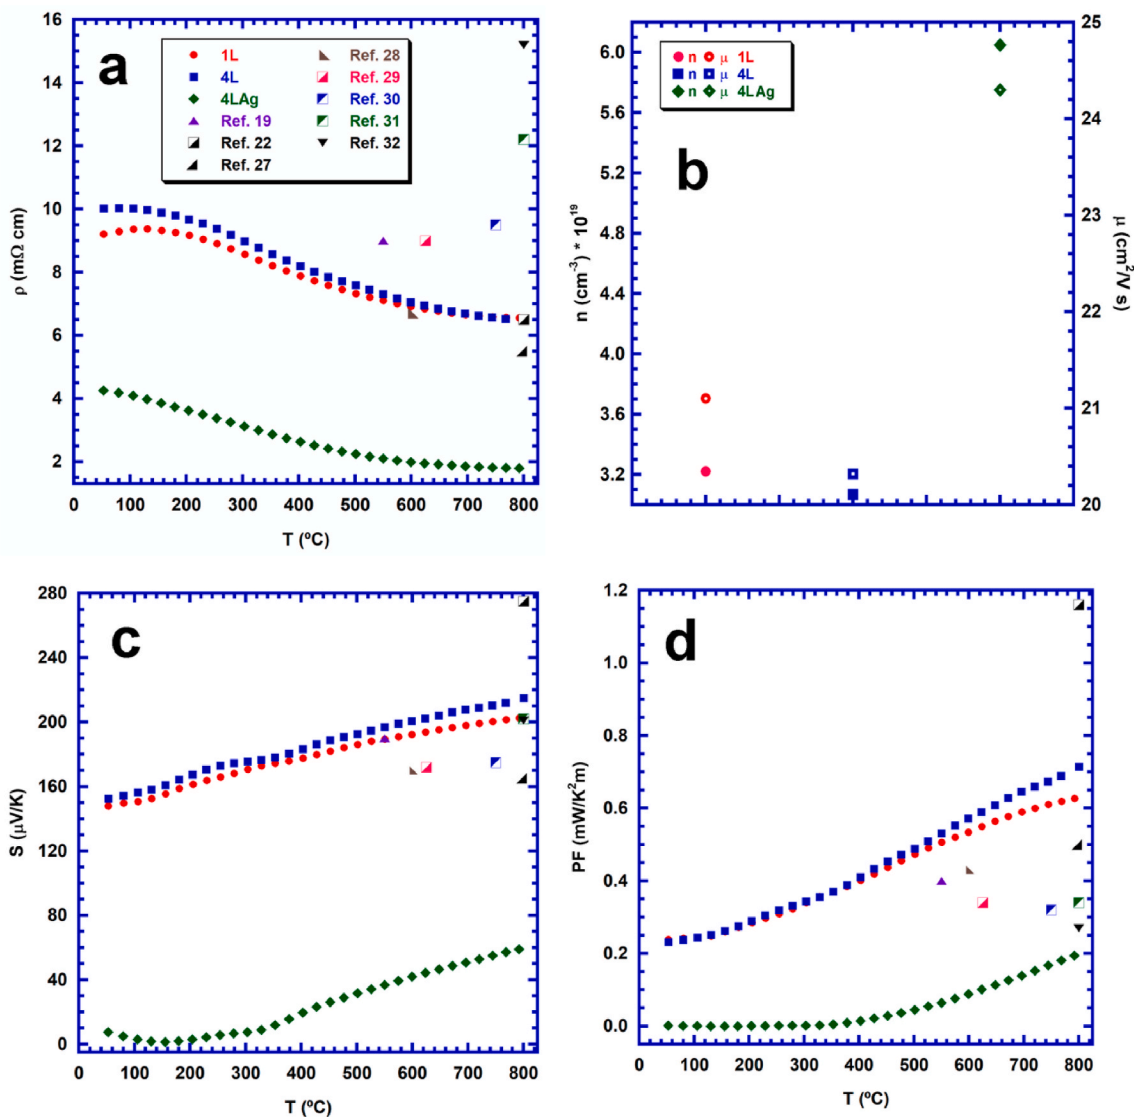 a
1L
4L
4LAg
Ref. 19
Ref. 22
Ref. 27
Ref. 28
Ref. 29
Ref. 30
Ref. 31
Ref. 32
16
14
12
10
8
6
4
2
ρ (mΩ cm)
0 100 200 300 400 500 600 700 800
T (ºC)
b
n μ 1L
n μ 4L
n μ 4LAg
6.0
5.6
5.2
4.8
4.4
4.0
3.6
3.2
n (cm⁻³) * 10¹⁹
25
24
23
22
21
20
μ (cm²/V s)
c
280
240
200
160
120
80
40
0
S (μV/K)
0 100 200 300 400 500 600 700 800
T (ºC)
d
1.2
1.0
0.8
0.6
0.4
0.2
0.0
PF (mW/K²m)
0 100 200 300 400 500 600 700 800
T (ºC)